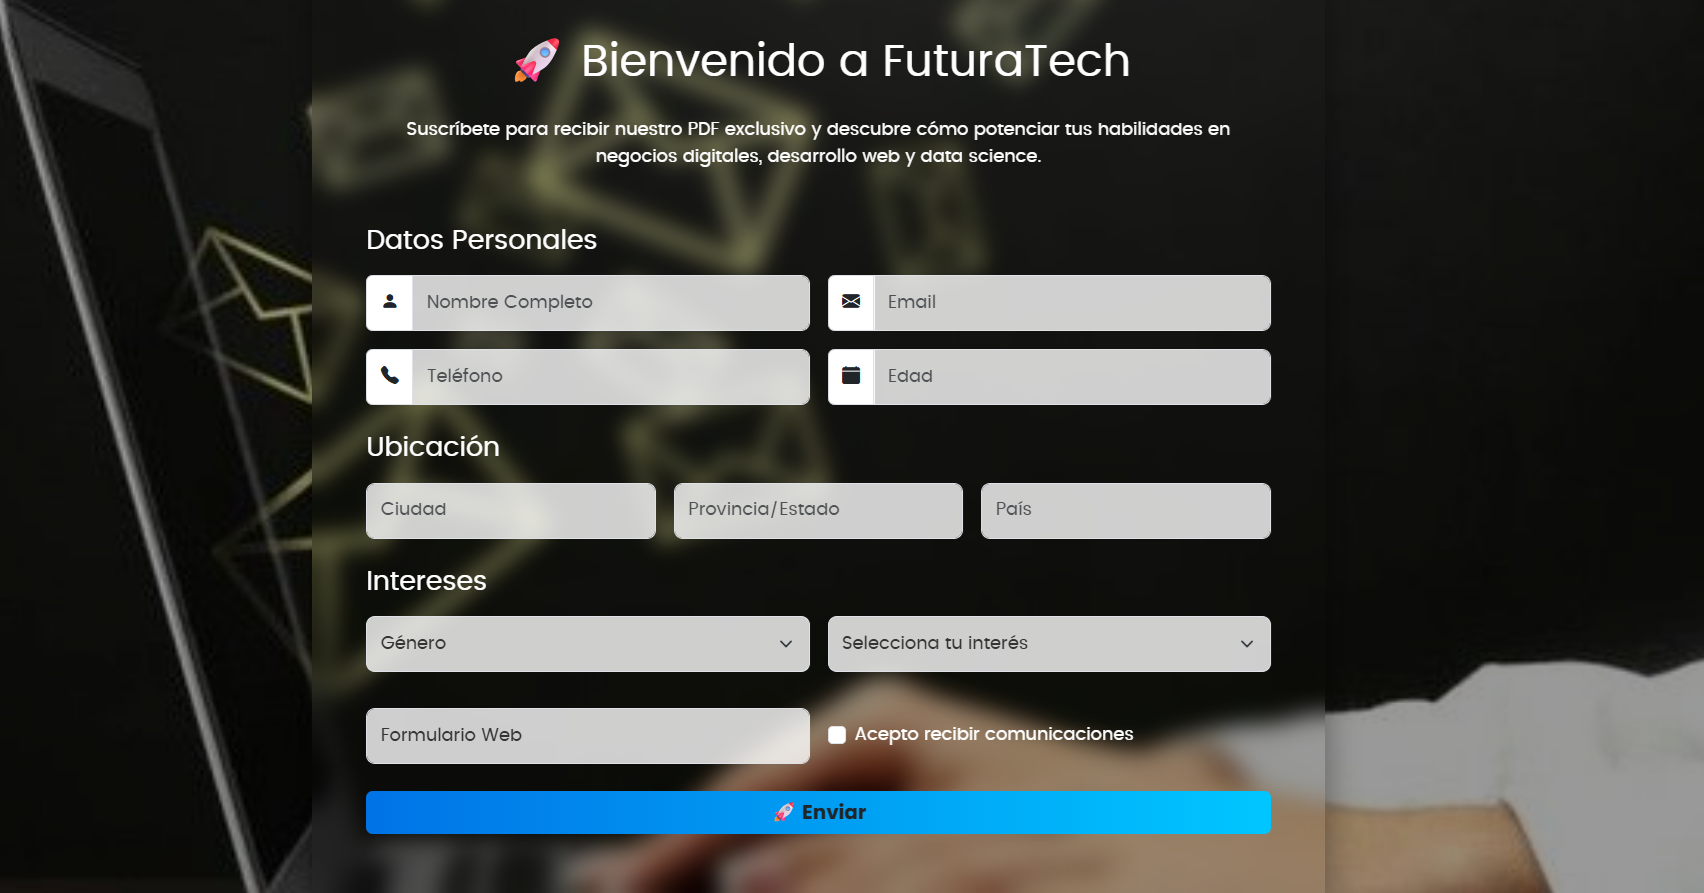 🚀 Bienvenido a FuturaTech
Suscríbete para recibir nuestro PDF exclusivo y descubre cómo potenciar tus habilidades en
negocios digitales, desarrollo web y data science.
Datos Personales
Nombre Completo
Email
Teléfono
Edad
Ubicación
Ciudad
Provincia/Estado
País
Intereses
Género
Selecciona tu interés
Formulario Web
Acepto recibir comunicaciones
🚀 Enviar